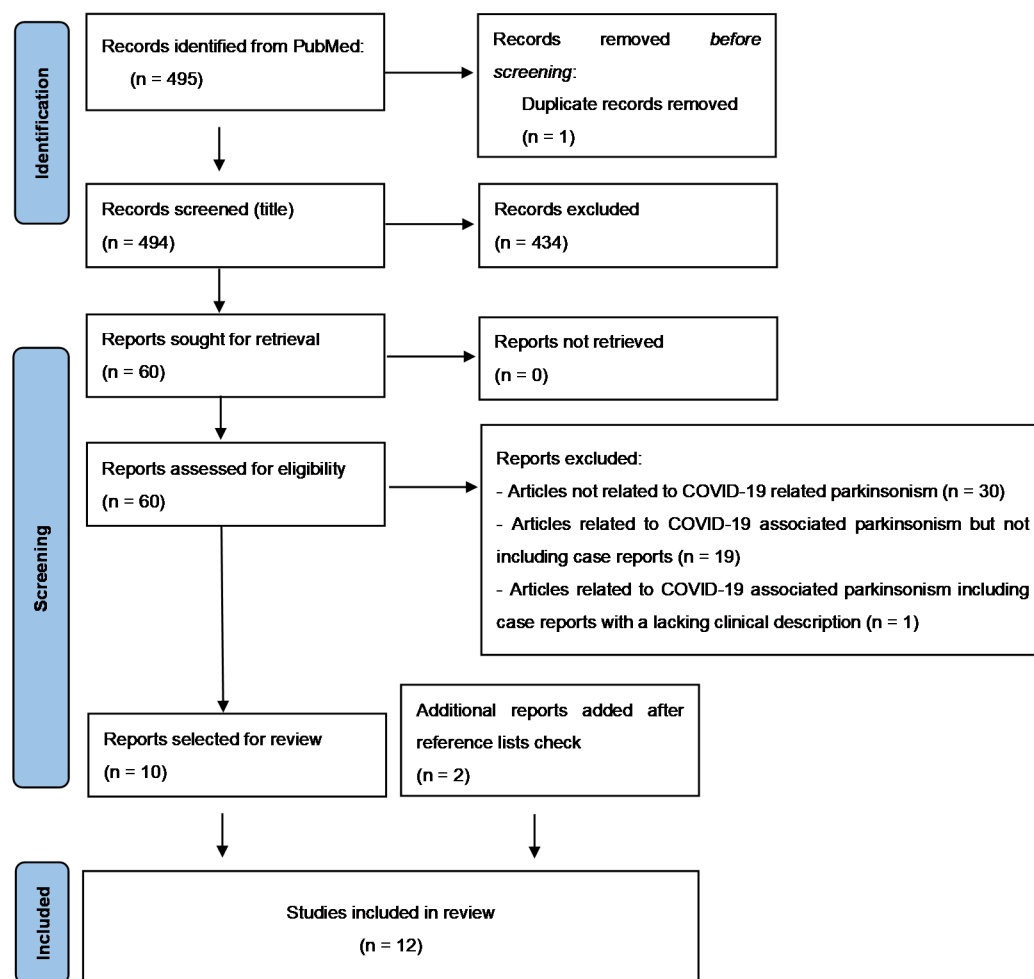 Identification
Records identified from PubMed:
(n = 495)
Records removed before
screening:
Duplicate records removed
(n = 1)
Records screened (title)
(n = 494)
Records excluded
(n = 434)
Screening
Reports sought for retrieval
(n = 60)
Reports not retrieved
(n = 0)
Reports assessed for eligibility
(n = 60)
Reports excluded:
- Articles not related to COVID-19 related parkinsonism (n = 30)
- Articles related to COVID-19 associated parkinsonism but not
including case reports (n = 19)
- Articles related to COVID-19 associated parkinsonism including
case reports with a lacking clinical description (n = 1)
Reports selected for review
(n = 10)
Additional reports added after
reference lists check
(n = 2)
Included
Studies included in review
(n = 12)